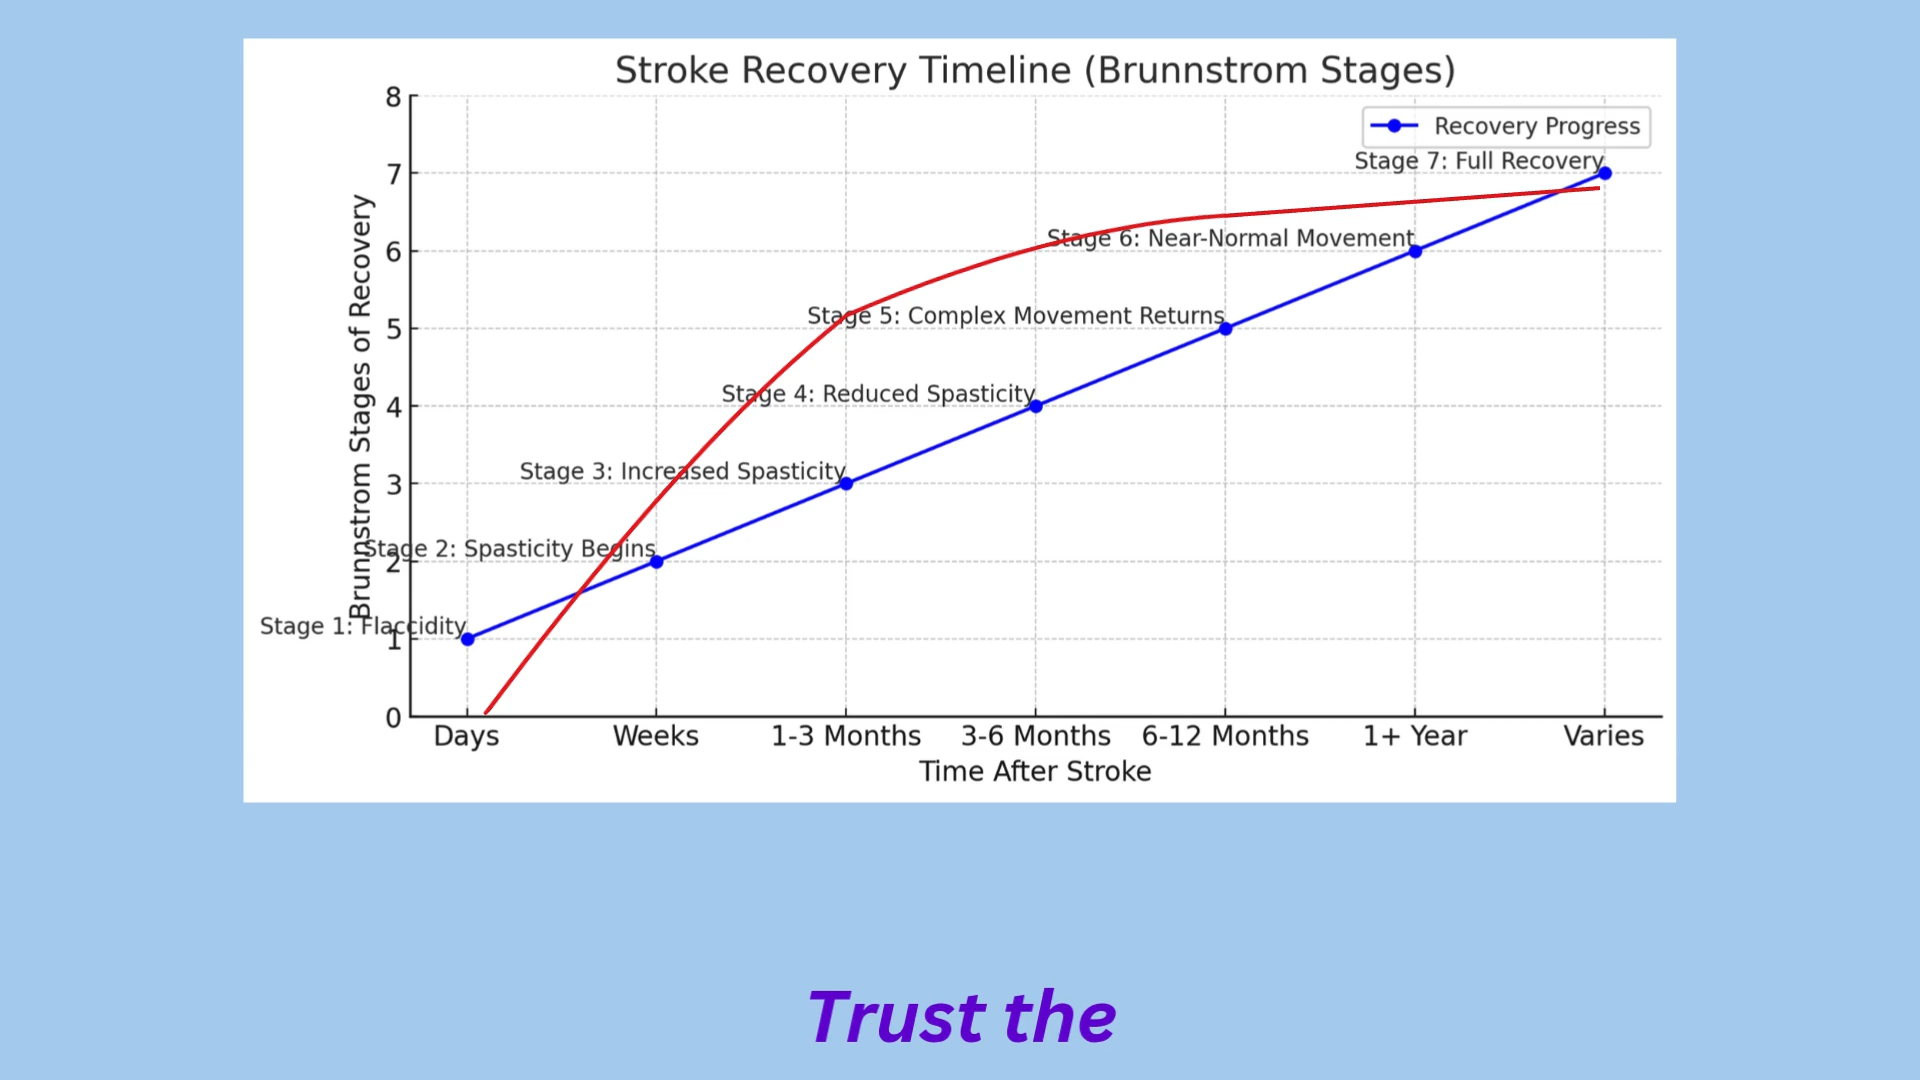 Stroke Recovery Timeline (Brunnstrom Stages)
Recovery Progress
Brunnstrom Stages of Recovery
8
7
6
5
4
3
2
1
0
Stage 7: Full Recovery
Stage 6: Near-Normal Movement
Stage 5: Complex Movement Returns
Stage 4: Reduced Spasticity
Stage 3: Increased Spasticity
Stage 2: Spasticity Begins
Stage 1: Flaccidity
Days Weeks 1-3 Months 3-6 Months 6-12 Months 1+ Year Varies
Time After Stroke
Trust the